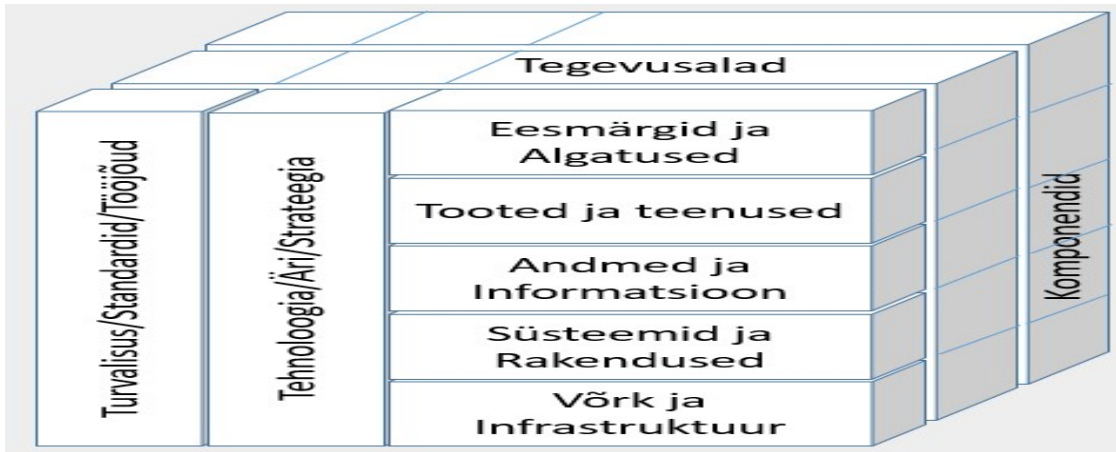 Tegevusalad
Turvalisus/Standardid/Tööjõud
Tehnoloogia/Äri/Strateegia
Eesmärgid ja
Algatused
Tooted ja teenused
Andmed ja
Informatsioon
Süsteemid ja
Rakendused
Võrk ja
Infrastruktuur
Komponendid